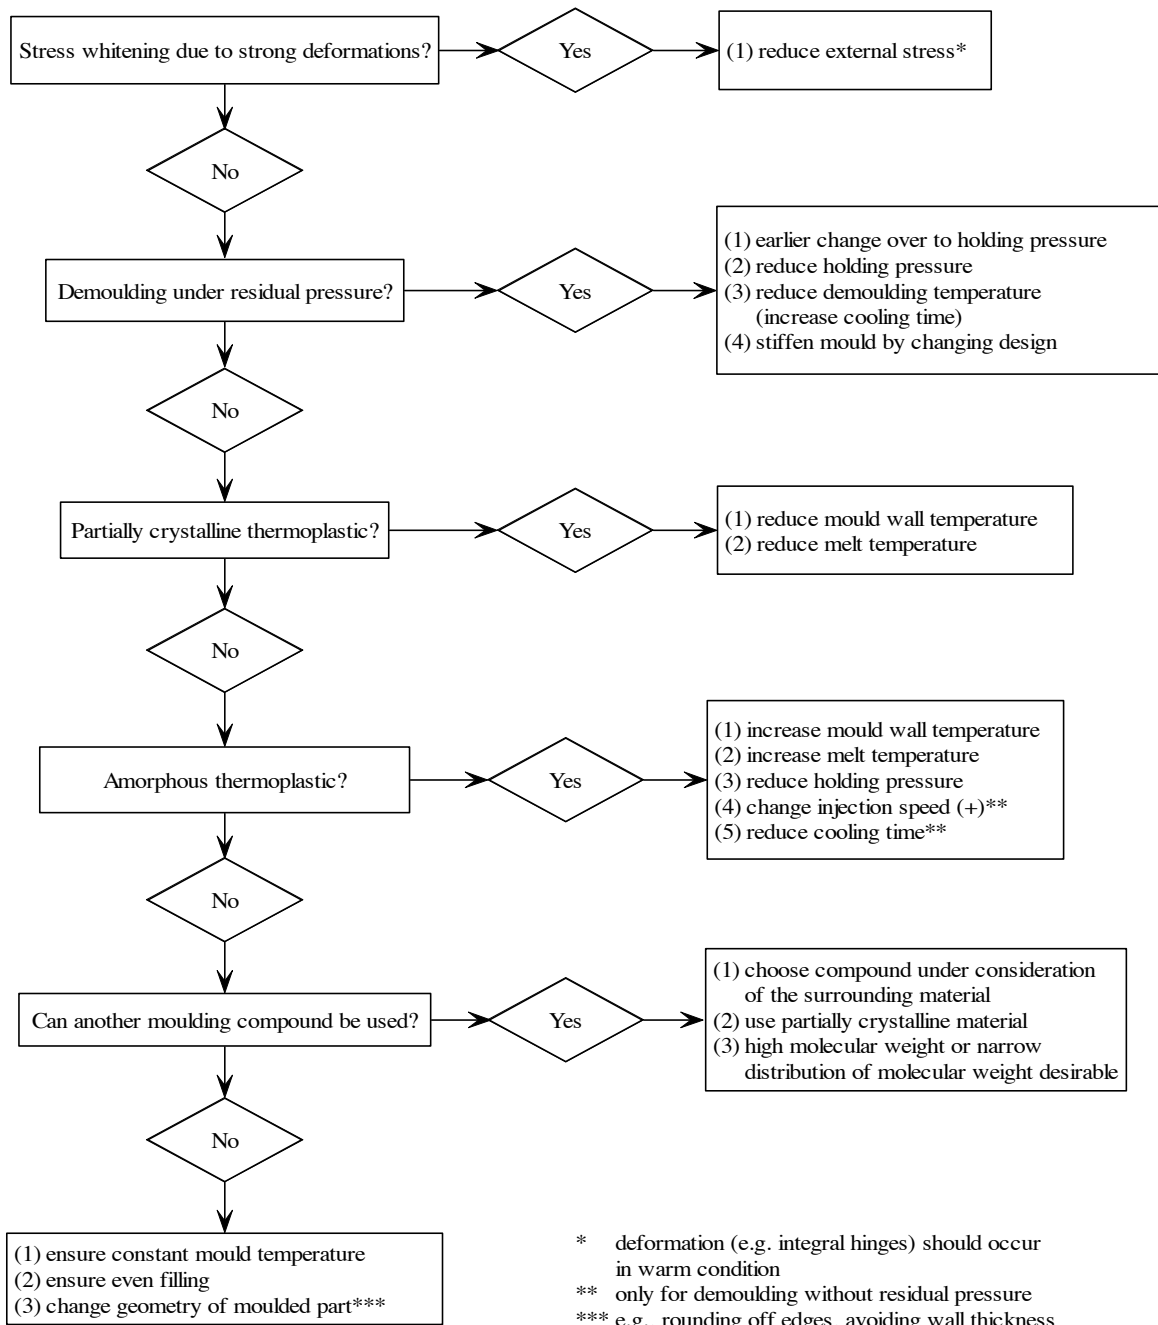 Stress whitening due to strong deformations?
Yes
(1) reduce external stress*
No
Demoulding under residual pressure?
Yes
(1) earlier change over to holding pressure
(2) reduce holding pressure
(3) reduce demoulding temperature
(increase cooling time)
(4) stiffen mould by changing design
No
Partially crystalline thermoplastic?
Yes
(1) reduce mould wall temperature
(2) reduce melt temperature
No
Amorphous thermoplastic?
Yes
(1) increase mould wall temperature
(2) increase melt temperature
(3) reduce holding pressure
(4) change injection speed (+)**
(5) reduce cooling time**
No
Can another moulding compound be used?
Yes
(1) choose compound under consideration
of the surrounding material
(2) use partially crystalline material
(3) high molecular weight or narrow
distribution of molecular weight desirable
No
(1) ensure constant mould temperature
(2) ensure even filling
(3) change geometry of moulded part***
* deformation (e.g. integral hinges) should occur
in warm condition
** only for demoulding without residual pressure
*** e.g., rounding off edges, avoiding wall thickness